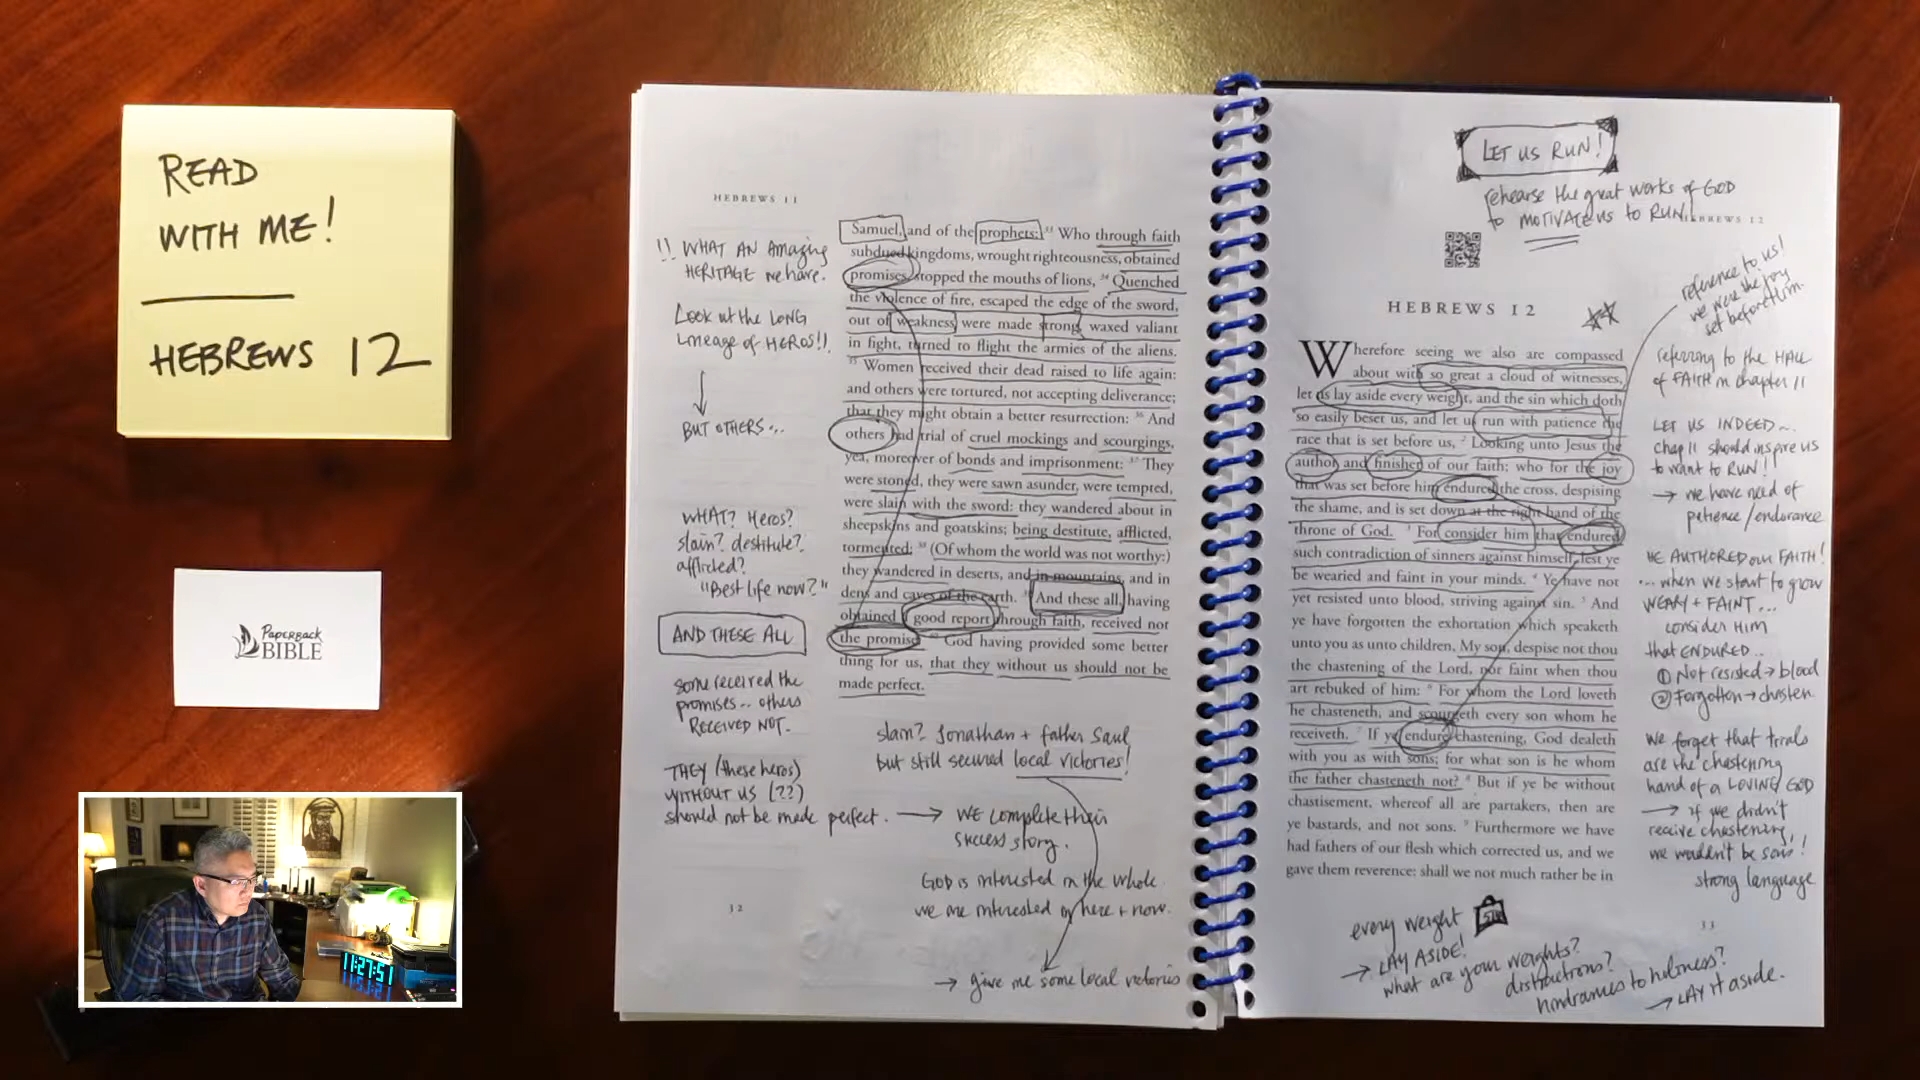 READ
WITH ME!
HEBREWS 12
Paperback
BIBLE
11:27:51
HEBREWS 11
!! WHAT AN Amazing
HERITAGE we have.
Look at the LONG
Lineage of HEROS!!
BUT OTHERS...
WHAT? Heros?
slain? destitute?
afflicted?
"Best life now?"
AND THESE ALL
some received the
promises.. others
RECEIVED NOT.
THEY (these heros)
WITHOUT US (??)
should not be made perfect. → WE complete their
success story.
Samuel, and of the prophets: 33 Who through faith
subdued kingdoms, wrought righteousness, obtained
promises, stopped the mouths of lions, 34 Quenched
the violence of fire, escaped the edge of the sword,
out of weakness were made strong, waxed valiant
in fight, turned to flight the armies of the aliens.
35 Women received their dead raised to life again:
and others were tortured, not accepting deliverance;
that they might obtain a better resurrection: 36 And
others had trial of cruel mockings and scourgings,
yea, moreover of bonds and imprisonment: 37 They
were stoned, they were sawn asunder, were tempted,
were slain with the sword: they wandered about in
sheepskins and goatskins; being destitute, afflicted,
tormented; 38 (Of whom the world was not worthy:)
they wandered in deserts, and in mountains, and in
dens and caves of the earth. 39 And these all, having
obtained a good report through faith, received not
the promise: 40 God having provided some better
thing for us, that they without us should not be
made perfect.
slain? Jonathan + father Saul
but still secured local victories!
GOD is interested in the whole.
we are interested in here + now.
→ give me some local victories
32
LET US RUN!
rehearse the great works of GOD
to MOTIVATE us to RUN.
HEBREWS 12
HEBREWS 12
Wherefore seeing we also are compassed
about with so great a cloud of witnesses,
let us lay aside every weight, and the sin which doth
so easily beset us, and let us run with patience the
race that is set before us, 2 Looking unto Jesus the
author and finisher of our faith; who for the joy
that was set before him endured the cross, despising
the shame, and is set down at the right hand of the
throne of God. 3 For consider him that endured
such contradiction of sinners against himself, lest ye
be wearied and faint in your minds. 4 Ye have not
yet resisted unto blood, striving against sin. 5 And
ye have forgotten the exhortation which speaketh
unto you as unto children, My son, despise not thou
the chastening of the Lord, nor faint when thou
art rebuked of him: 6 For whom the Lord loveth
he chasteneth, and scourgeth every son whom he
receiveth. 7 If ye endure chastening, God dealeth
with you as with sons; for what son is he whom
the father chasteneth not? 8 But if ye be without
chastisement, whereof all are partakers, then are
ye bastards, and not sons. 9 Furthermore we have
had fathers of our flesh which corrected us, and we
gave them reverence: shall we not much rather be in
reference to us!
we were the joy
set before Him.
referring to the HALL
of FAITH in chapter 11
LET US INDEED~
chap 11 should inspire us
to want to RUN!
→ we have need of
patience/endurance
HE AUTHORED our FAITH!
... when we start to grow
WEARY + FAINT...
consider HIM
that ENDURED..
① Not resisted → blood
② Forgotten → chasten.
We forget that trials
are the chastening
hand of a LOVING GOD
→ if we didn't
receive chastening,
we wouldn't be sons!
strong language
every weight
→ LAY ASIDE!
what are your weights?
distractions?
hindrances to holiness?
→ LAY it aside.
33